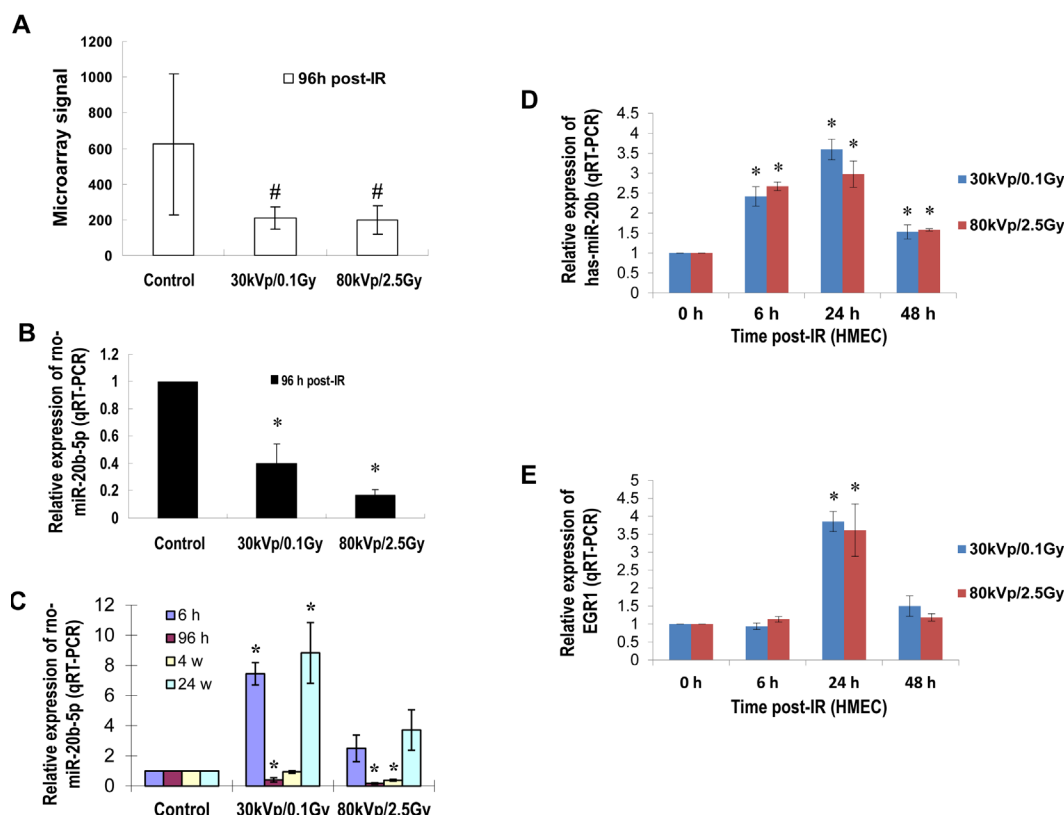 A
Microarray signal
1200
1000
800
600
400
200
0
96h post-IR
#
#
Control 30kVp/0.1Gy 80kVp/2.5Gy
B
Relative expression of rno-
miR-20b-5p (qRT-PCR)
1.2
1
0.8
0.6
0.4
0.2
0
96 h post-IR
*
*
Control 30kVp/0.1Gy 80kVp/2.5Gy
C
Relative expression of rno-
miR-20b-5p (qRT-PCR)
12
10
8
6
4
2
0
6 h
96 h
4 w
24 w
*
*
*
* *
Control 30kVp/0.1Gy 80kVp/2.5Gy
D
Relative expression of
has-miR-20b (qRT-PCR)
4.5
4
3.5
3
2.5
2
1.5
1
0.5
0
* *
*
*
* *
30kVp/0.1Gy
80kVp/2.5Gy
0 h 6 h 24 h 48 h
Time post-IR (HMEC)
E
Relative expression of
EGR1 (qRT-PCR)
5
4.5
4
3.5
3
2.5
2
1.5
1
0.5
0
* *
30kVp/0.1Gy
80kVp/2.5Gy
0 h 6 h 24 h 48 h
Time post-IR (HMEC)